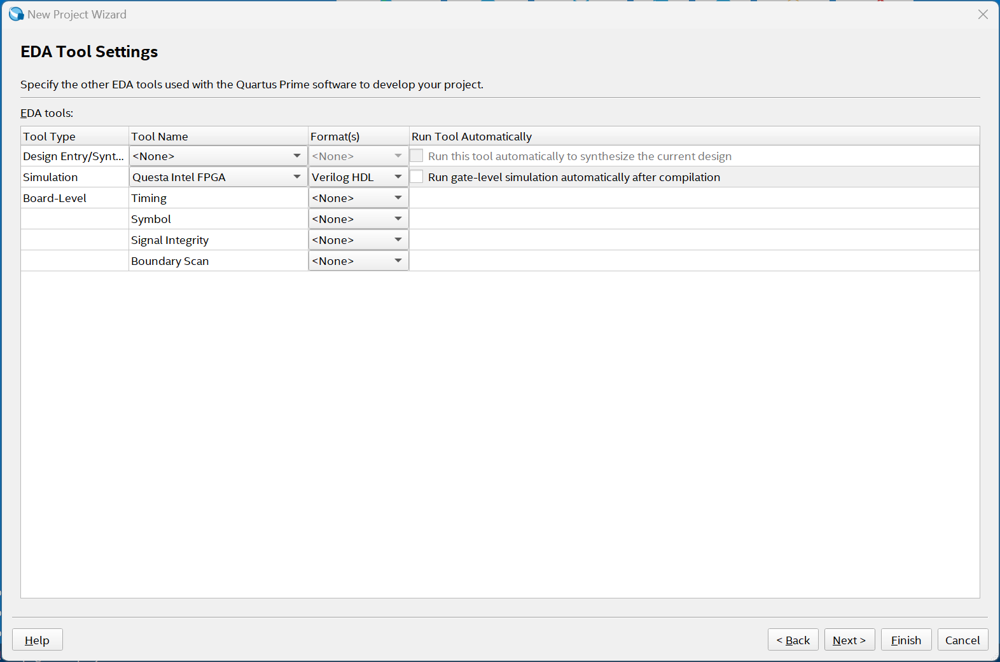 New Project Wizard
EDA Tool Settings
Specify the other EDA tools used with the Quartus Prime software to develop your project.
EDA tools:
Tool Type Tool Name Format(s) Run Tool Automatically
Design Entry/Synt... <None> <None> Run this tool automatically to synthesize the current design
Simulation Questa Intel FPGA Verilog HDL Run gate-level simulation automatically after compilation
Board-Level Timing <None>
Symbol <None>
Signal Integrity <None>
Boundary Scan <None>
Help < Back Next > Finish Cancel